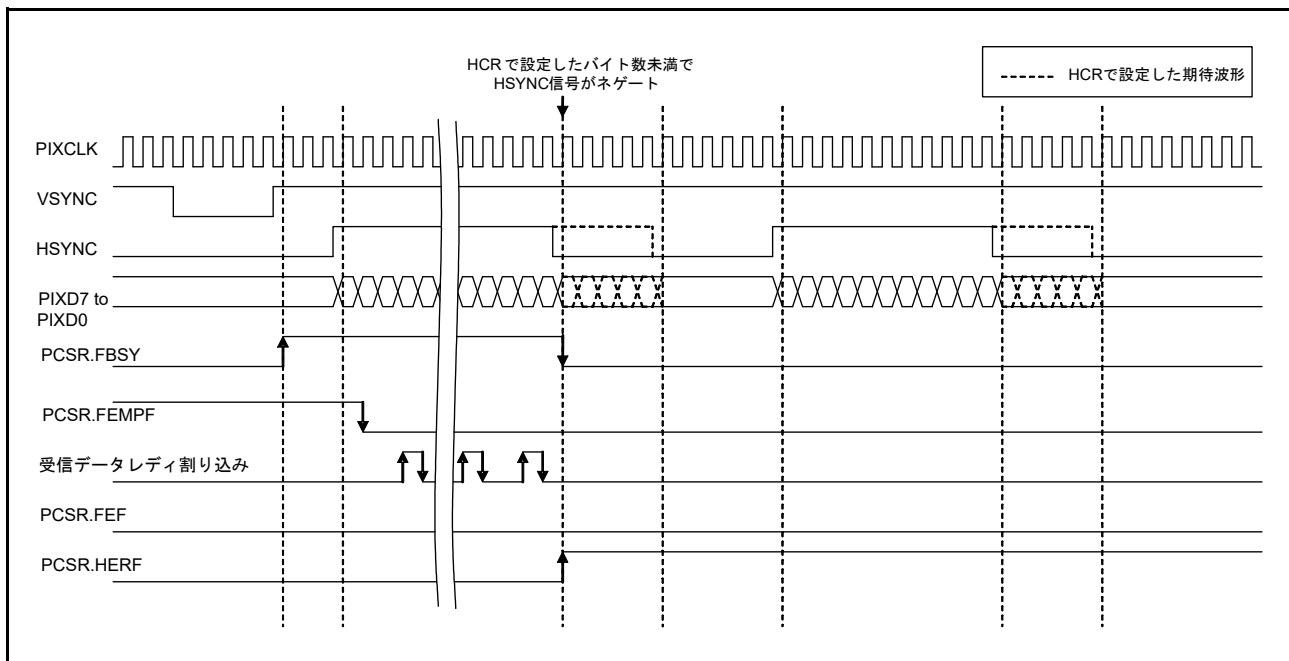 HCRで設定したバイト数未満で
HSYNC信号がネゲート
HCRで設定した期待波形
PIXCLK
VSYNC
HSYNC
PIXD7 to
PIXD0
PCSR.FBSY
PCSR.FEMPF
受信データレディ割り込み
PCSR.FEF
PCSR.HERF